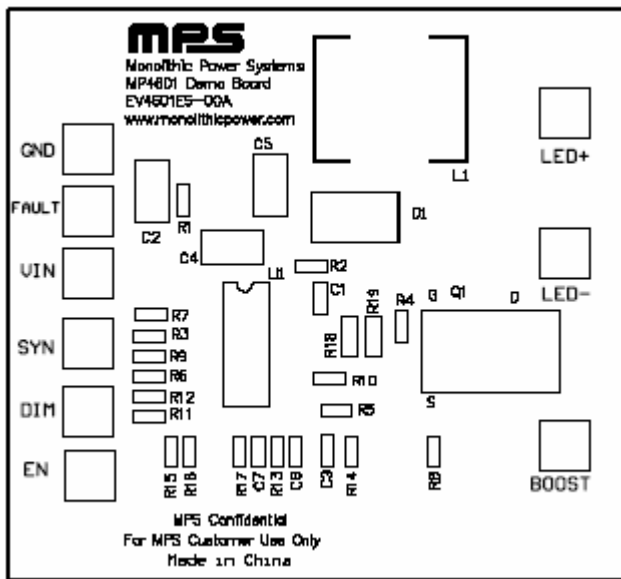 MPS
Monolithic Power Systems
MP4601 Demo Board
EV4601ES-00A
www.monolithicpower.com
GND
FAULT
VIN
SYN
DIM
EN
C2
R1
C5
C4
U1
L1
D1
LED+
LED-
BOOST
R2
C1
R18
R19
R4
G
Q1
D
S
R7
R3
R9
R6
R12
R11
R10
R5
R15
R16
R17
C7
R13
C8
C3
R14
R8
MPS Confidential
For MPS Customer Use Only
Made in China